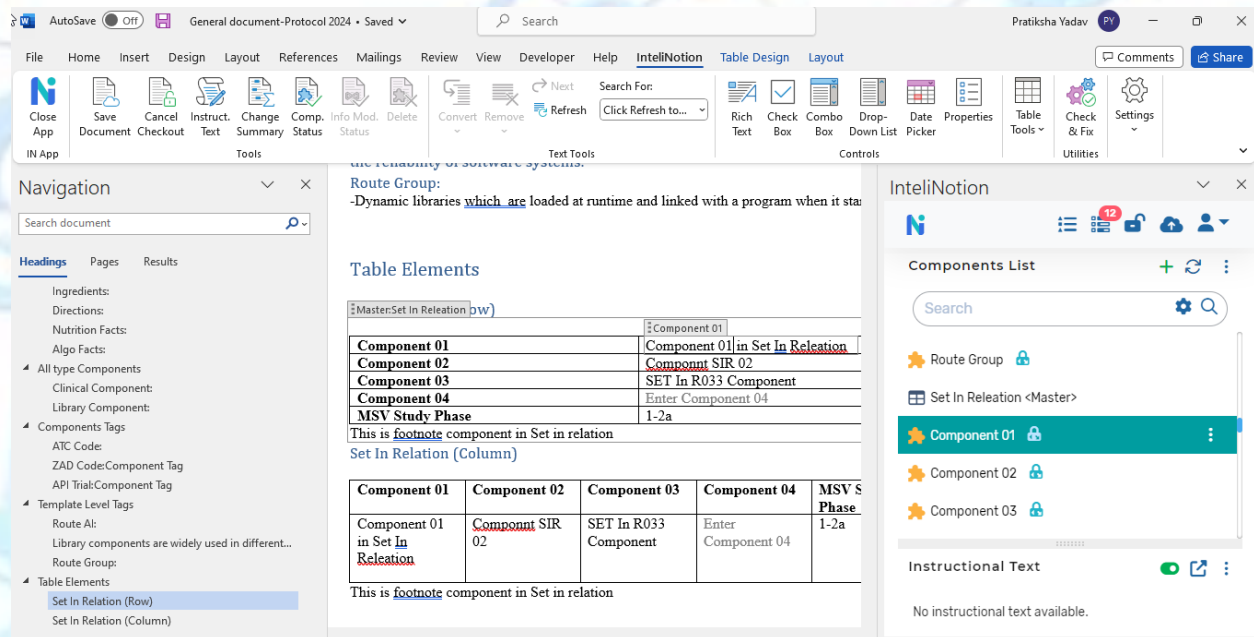 AutoSave Off General document-Protocol 2024 • Saved Search Pratiksha Yadav PY
File Home Insert Design Layout References Mailings Review View Developer Help InteliNotion Table Design Layout Comments Share
Close App
Save Document
Cancel Checkout
Instruct. Text
Change Summary
Comp. Status
Info Mod. Status
Delete
Convert
Remove
Next
Refresh
Search For:
Click Refresh to...
Rich Text
Check Box
Combo Box
Drop-Down List
Date Picker
Properties
Table Tools
Check & Fix
Settings
IN App Tools Text Tools Controls Utilities
Navigation
Search document
Headings Pages Results
Ingredients:
Directions:
Nutrition Facts:
Algo Facts:
All type Components
Clinical Component:
Library Component:
Components Tags
ATC Code:
ZAD Code:Component Tag
API Trial:Component Tag
Template Level Tags
Route AI:
Library components are widely used in different...
Route Group:
Table Elements
Set In Relation (Row)
Set In Relation (Column)
the reliability of software systems.
Route Group:
-Dynamic libraries which are loaded at runtime and linked with a program when it sta
Table Elements
Master:Set In Releation ow)
Component 01
Component 01 Component 01 in Set In Releation
Component 02 Componnt SIR 02
Component 03 SET In R033 Component
Component 04 Enter Component 04
MSV Study Phase 1-2a
This is footnote component in Set in relation
Set In Relation (Column)
Component 01 Component 02 Component 03 Component 04 MSV S
Phase
Component 01 Componnt SIR SET In R033 Enter 1-2a
in Set In 02 Component Component 04
Releation
This is footnote component in Set in relation
InteliNotion
12
Components List
Search
Route Group
Set In Releation <Master>
Component 01
Component 02
Component 03
Instructional Text
No instructional text available.